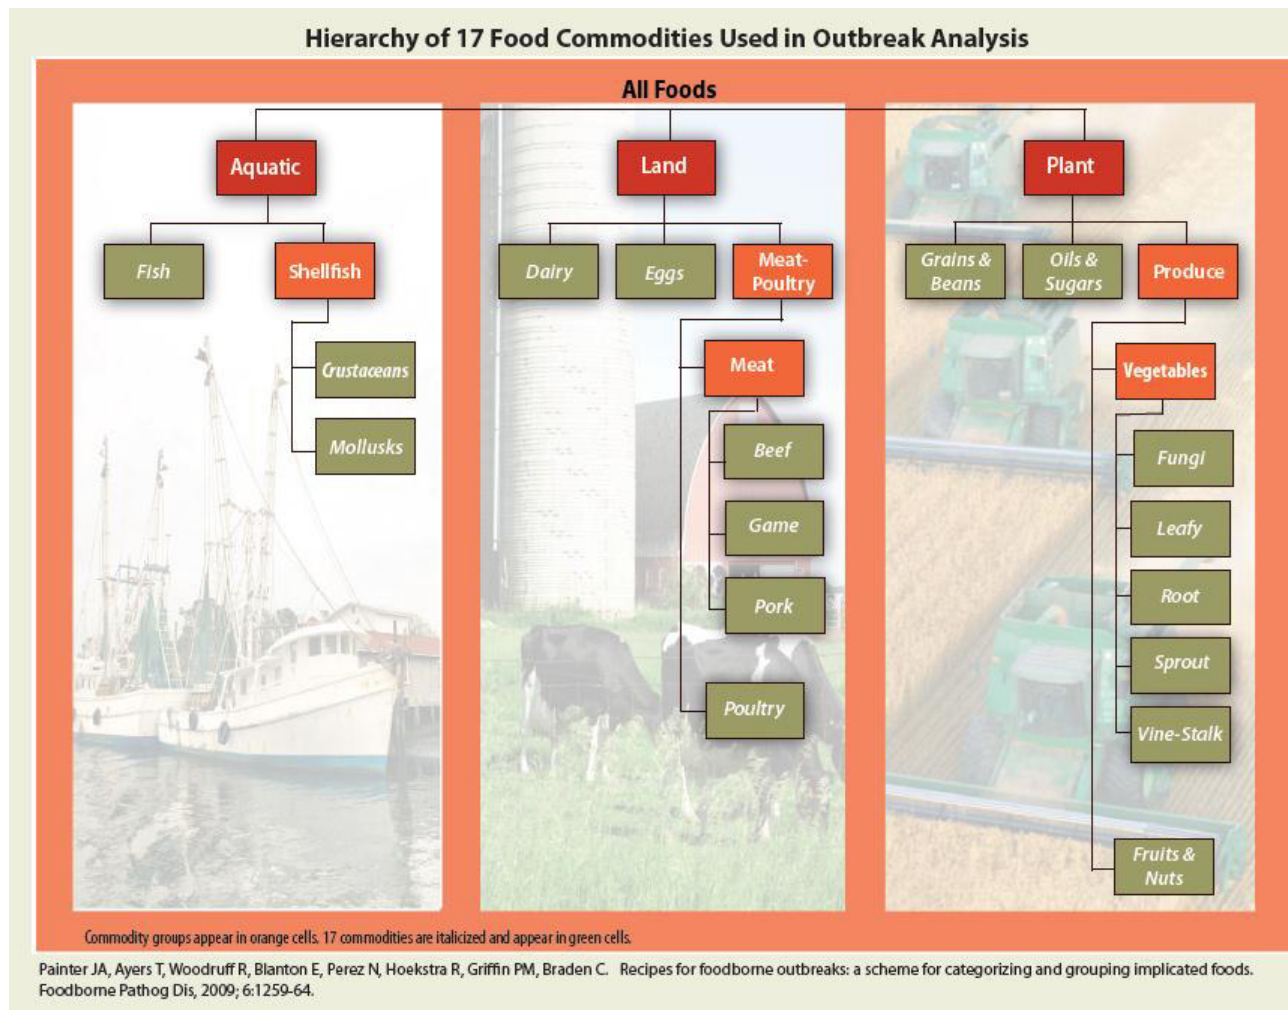 Hierarchy of 17 Food Commodities Used in Outbreak Analysis
All Foods
Aquatic
Land
Plant
Fish
Shellfish
Dairy
Eggs
Meat-
Poultry
Grains &
Beans
Oils &
Sugars
Produce
Crustaceans
Mollusks
Meat
Beef
Game
Pork
Poultry
Vegetables
Fungi
Leafy
Root
Sprout
Vine-Stalk
Fruits &
Nuts
Commodity groups appear in orange cells. 17 commodities are italicized and appear in green cells.
Painter JA, Ayers T, Woodruff R, Blanton E, Perez N, Hoekstra R, Griffin PM, Braden C. Recipes for foodborne outbreaks: a scheme for categorizing and grouping implicated foods.
Foodborne Pathog Dis, 2009; 6:1259-64.